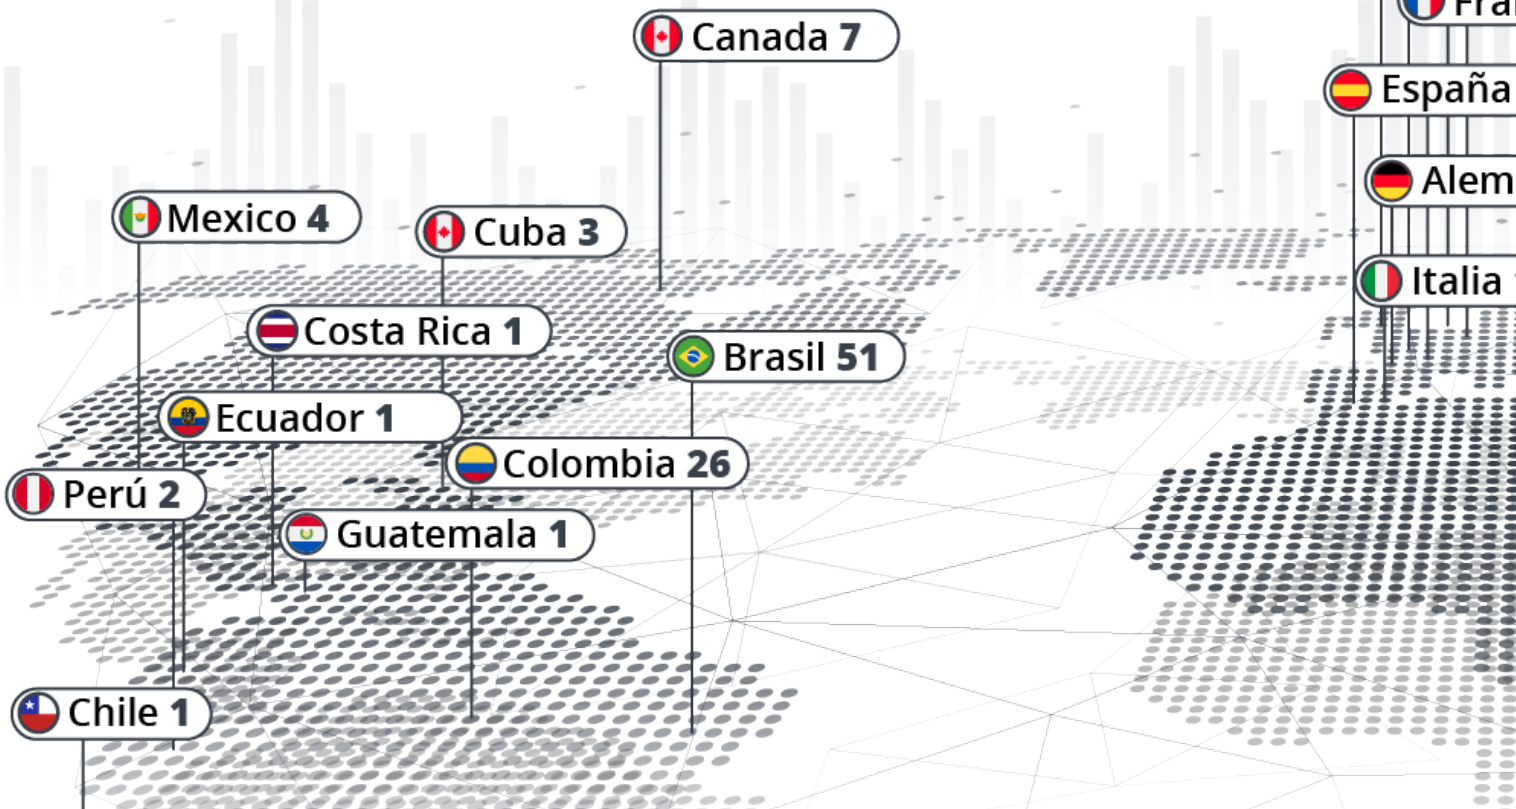 Canada 7
España
Mexico 4
Cuba 3
Italia
Costa Rica 1
Brasil 51
Ecuador 1
Colombia 26
Perú 2
Guatemala 1
Chile 1